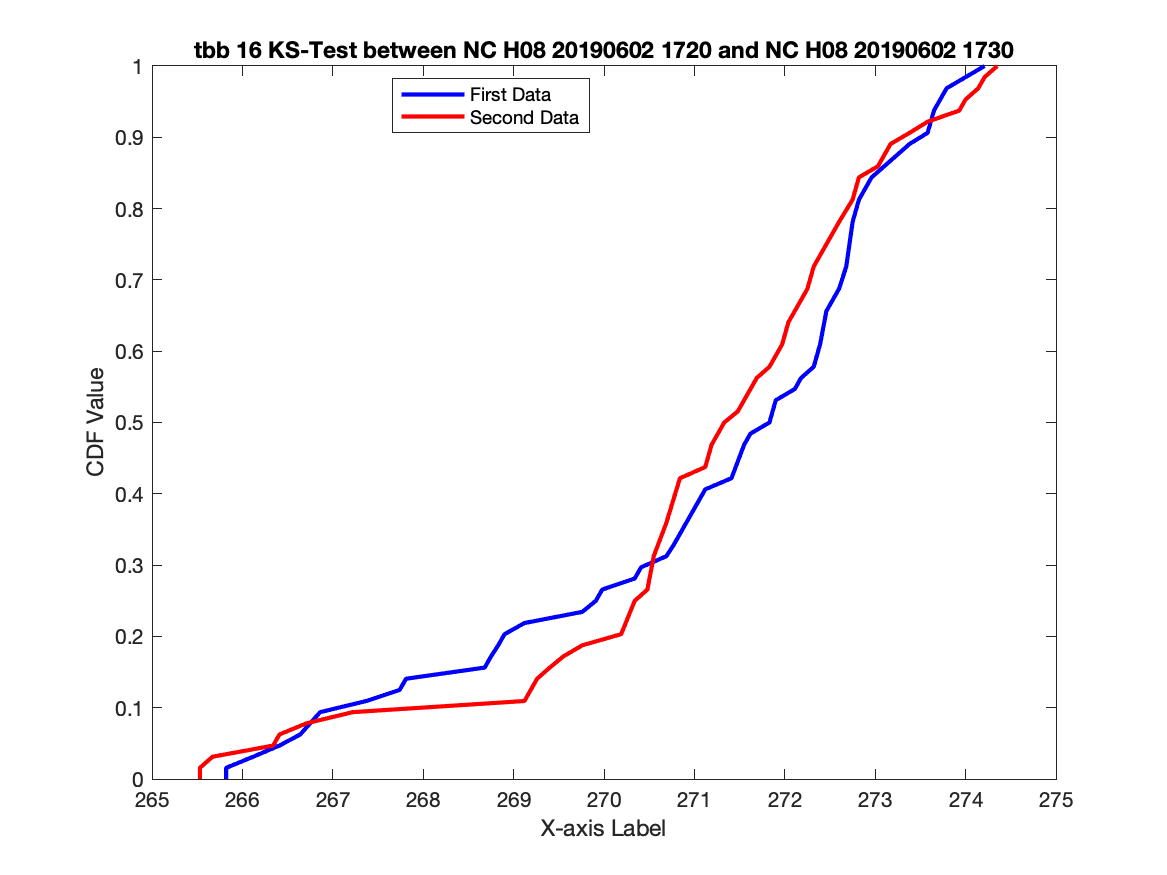 tbb 16 KS-Test between NC H08 20190602 1720 and NC H08 20190602 1730
First Data
Second Data
CDF Value
1
0.9
0.8
0.7
0.6
0.5
0.4
0.3
0.2
0.1
0
265 266 267 268 269 270 271 272 273 274 275
X-axis Label